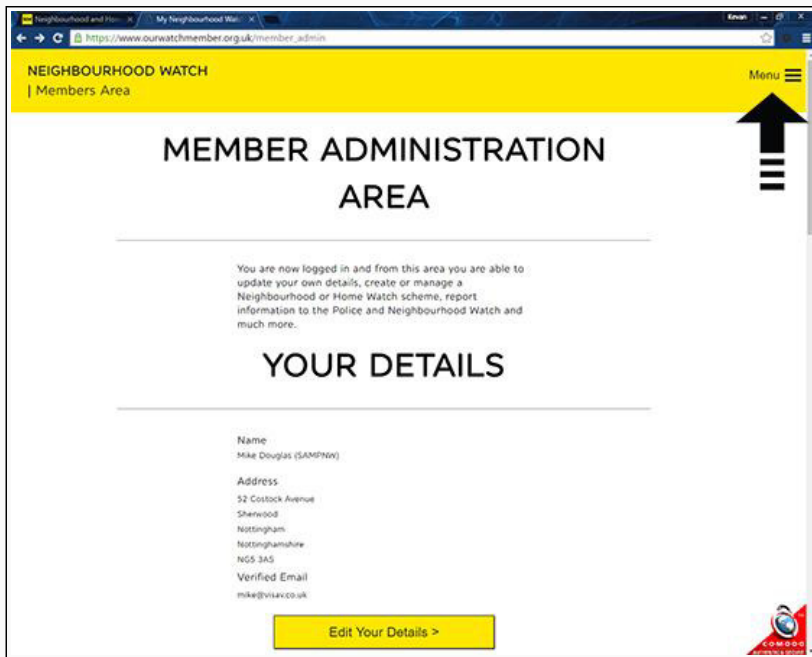 Neighbourhood and Hom
My Neighbourhood Wat
Kevan
https://www.ourwatchmember.org.uk/member_admin
NEIGHBOURHOOD WATCH
| Members Area
Menu
MEMBER ADMINISTRATION
AREA
You are now logged in and from this area you are able to
update your own details, create or manage a
Neighbourhood or Home Watch scheme, report
information to the Police and Neighbourhood Watch and
much more.
YOUR DETAILS
Name
Mike Douglas (SAMPNW)
Address
52 Costock Avenue
Sherwood
Nottingham
Nottinghamshire
NG5 3AS
Verified Email
mike@visav.co.uk
Edit Your Details >
COMODO
AUTHENTIC & SECURE